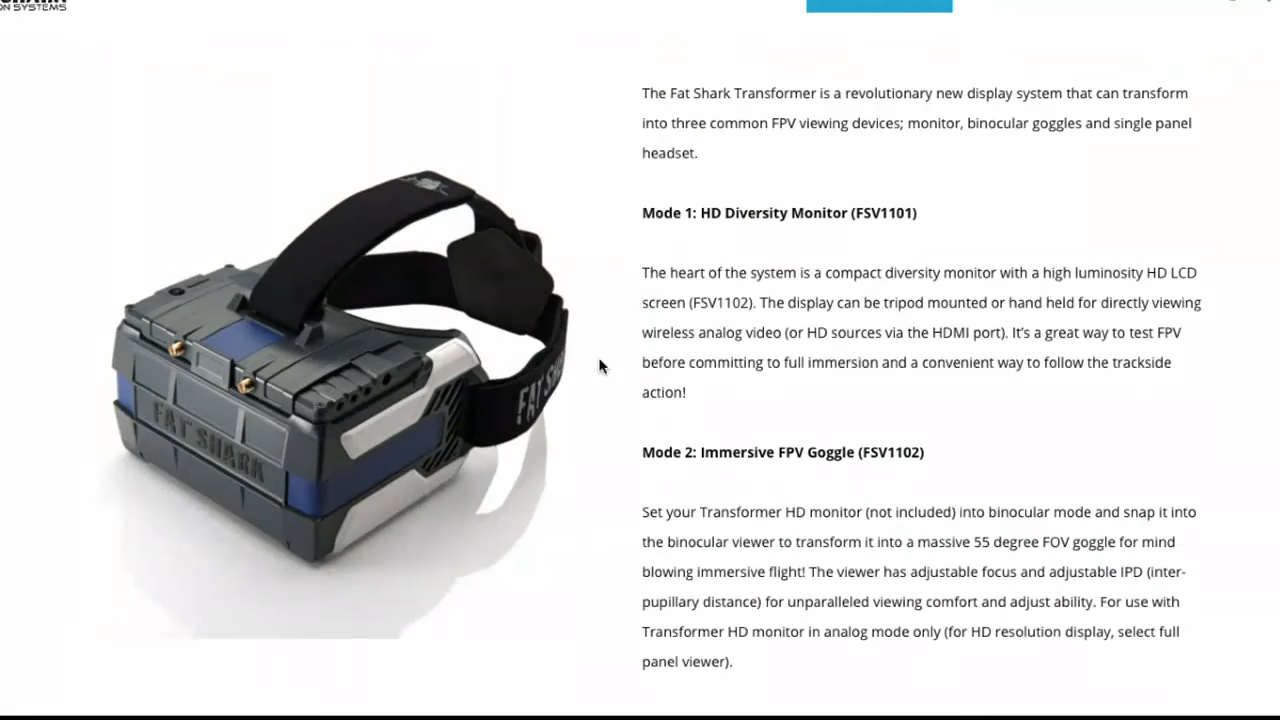 ON SYSTEMS
The Fat Shark Transformer is a revolutionary new display system that can transform
into three common FPV viewing devices; monitor, binocular goggles and single panel
headset.
Mode 1: HD Diversity Monitor (FSV1101)
The heart of the system is a compact diversity monitor with a high luminosity HD LCD
screen (FSV1102). The display can be tripod mounted or hand held for directly viewing
wireless analog video (or HD sources via the HDMI port). It's a great way to test FPV
before committing to full immersion and a convenient way to follow the trackside
action!
Mode 2: Immersive FPV Goggle (FSV1102)
Set your Transformer HD monitor (not included) into binocular mode and snap it into
the binocular viewer to transform it into a massive 55 degree FOV goggle for mind
blowing immersive flight! The viewer has adjustable focus and adjustable IPD (inter-
pupillary distance) for unparalleled viewing comfort and adjust ability. For use with
Transformer HD monitor in analog mode only (for HD resolution display, select full
panel viewer).
FAT SHARK
FAT SHARK